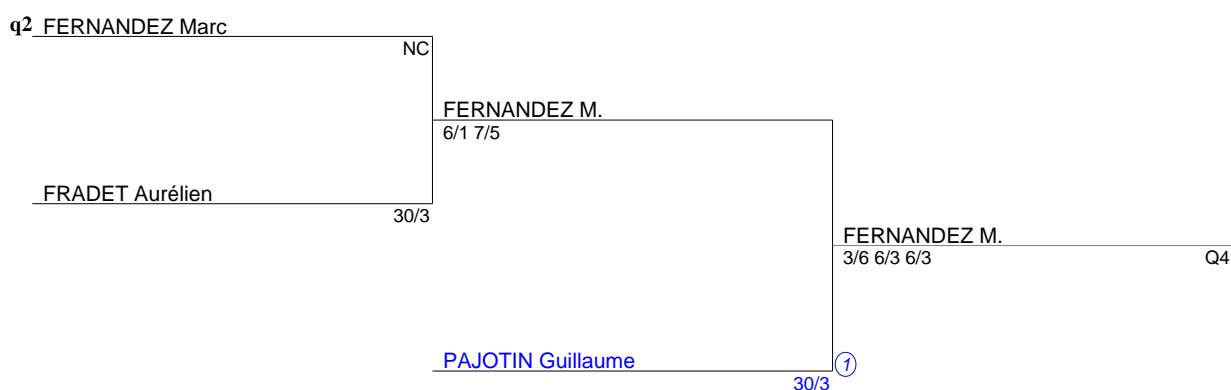 q2 FERNANDEZ Marc
NC
FERNANDEZ M.
6/1 7/5
FRADET Aurélien
30/3
FERNANDEZ M.
3/6 6/3 6/3 Q4
PAJOTIN Guillaume 1
30/3